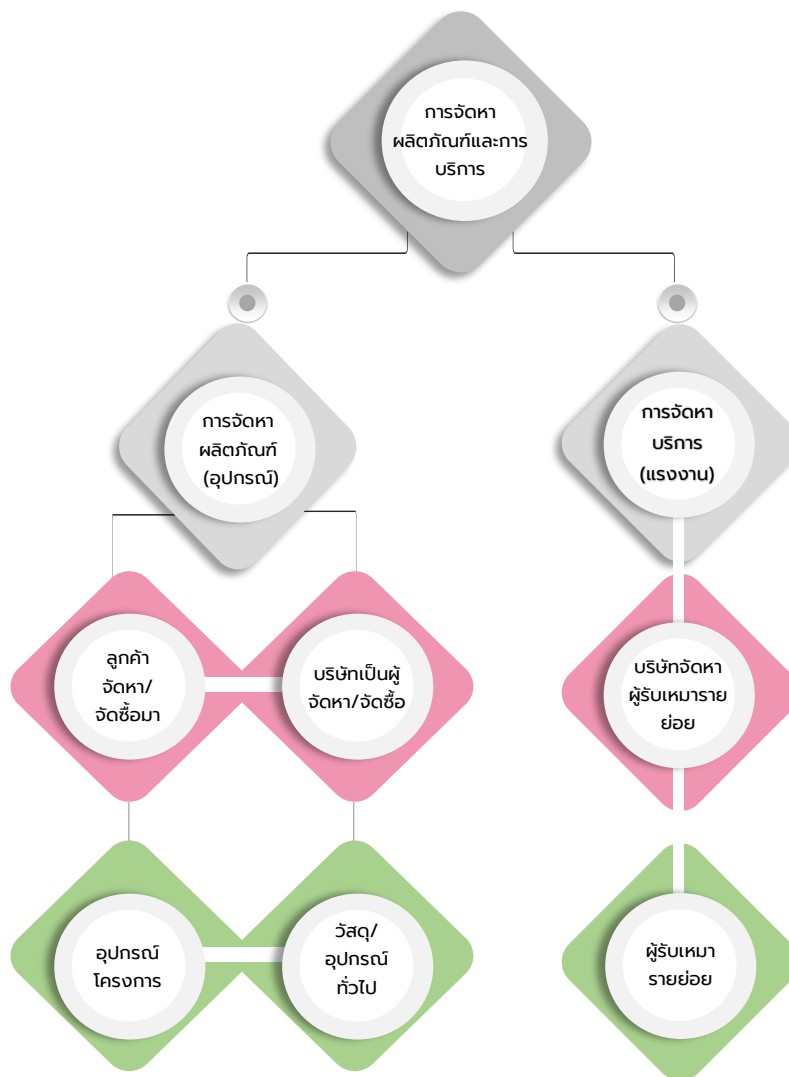 การจัดหา
ผลิตภัณฑ์และการ
บริการ
การจัดหา
ผลิตภัณฑ์
(อุปกรณ์)
การจัดหา
บริการ
(แรงงาน)
ลูกค้า
จัดหา/
จัดซื้อมา
บริษัทเป็นผู้
จัดหา/จัดซื้อ
บริษัทจัดหา
ผู้รับเหมาราย
ย่อย
อุปกรณ์
โครงการ
วัสดุ/
อุปกรณ์
ทั่วไป
ผู้รับเหมา
รายย่อย